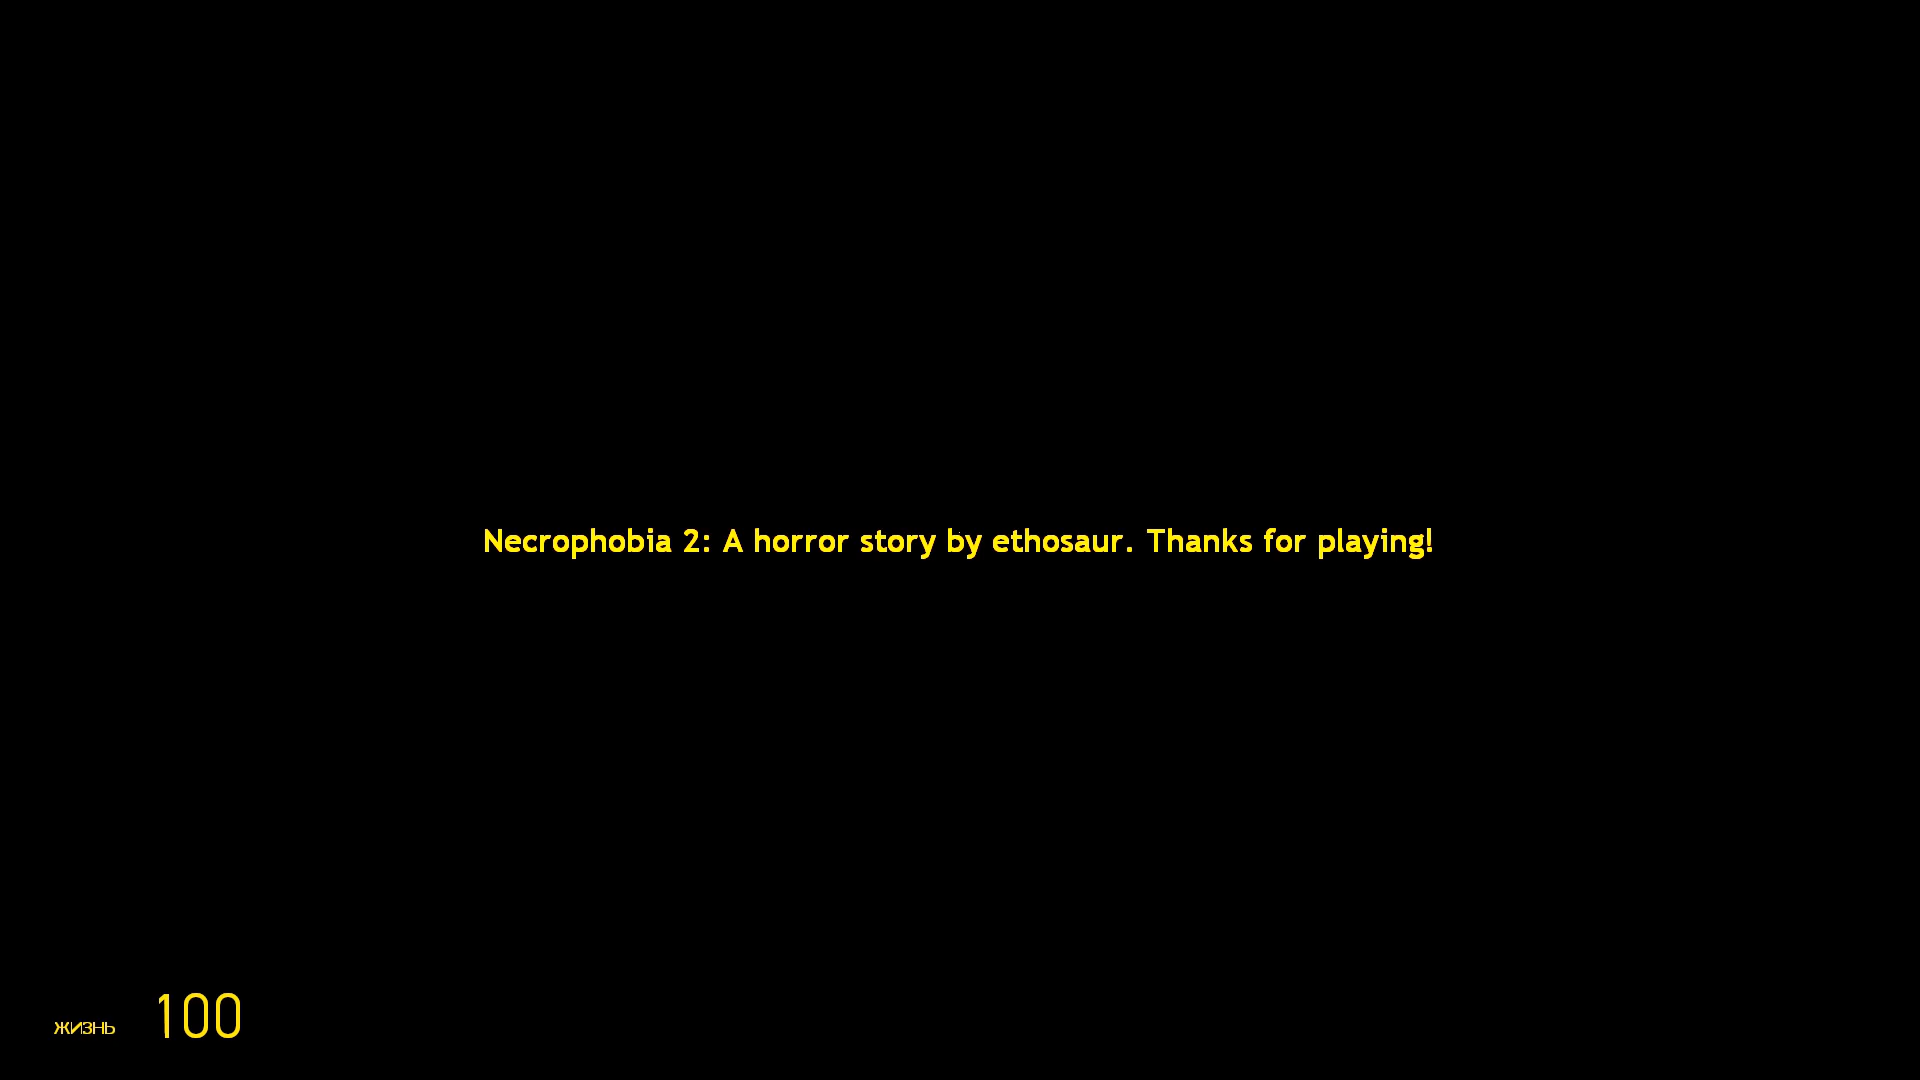 Necrophobia 2: A horror story by ethosaur. Thanks for playing!
ЖИЗНЬ 100